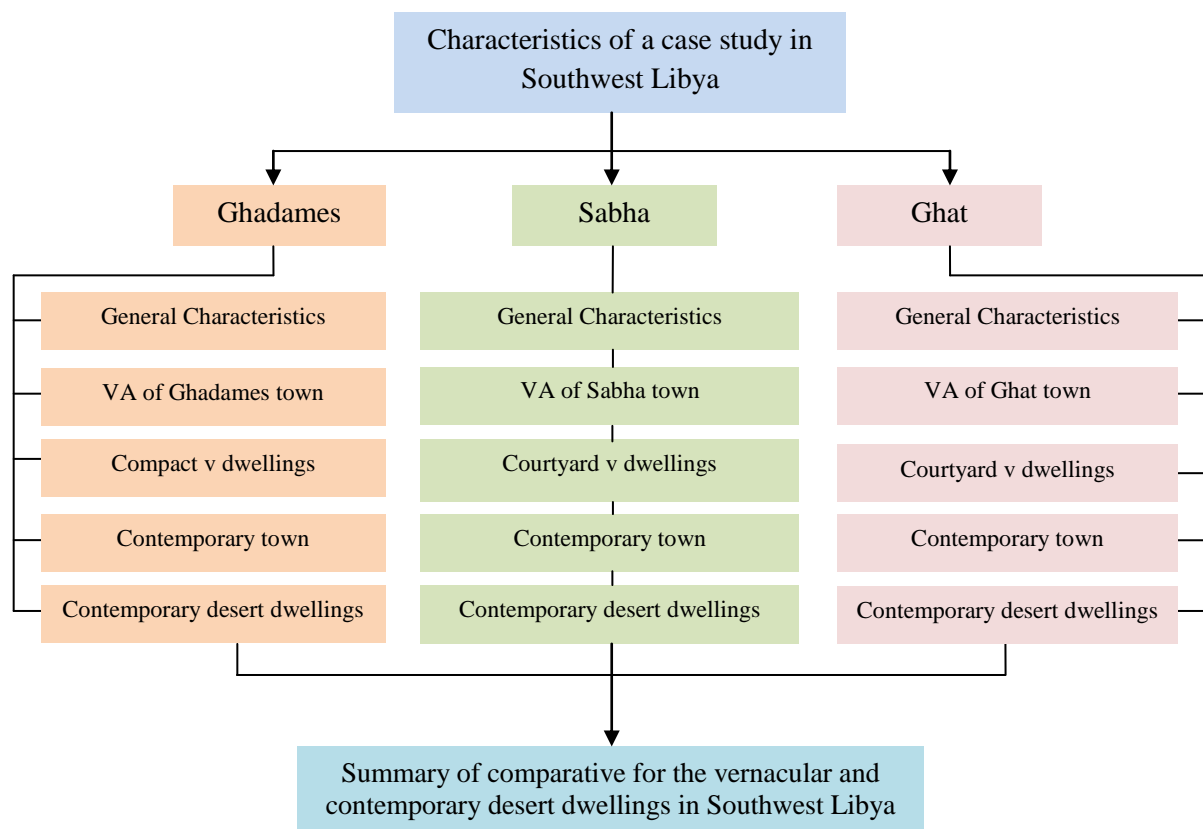 Characteristics of a case study in
Southwest Libya
Ghadames
Sabha
Ghat
General Characteristics
VA of Ghadames town
Compact v dwellings
Contemporary town
Contemporary desert dwellings
General Characteristics
VA of Sabha town
Courtyard v dwellings
Contemporary town
Contemporary desert dwellings
General Characteristics
VA of Ghat town
Courtyard v dwellings
Contemporary town
Contemporary desert dwellings
Summary of comparative for the vernacular and
contemporary desert dwellings in Southwest Libya